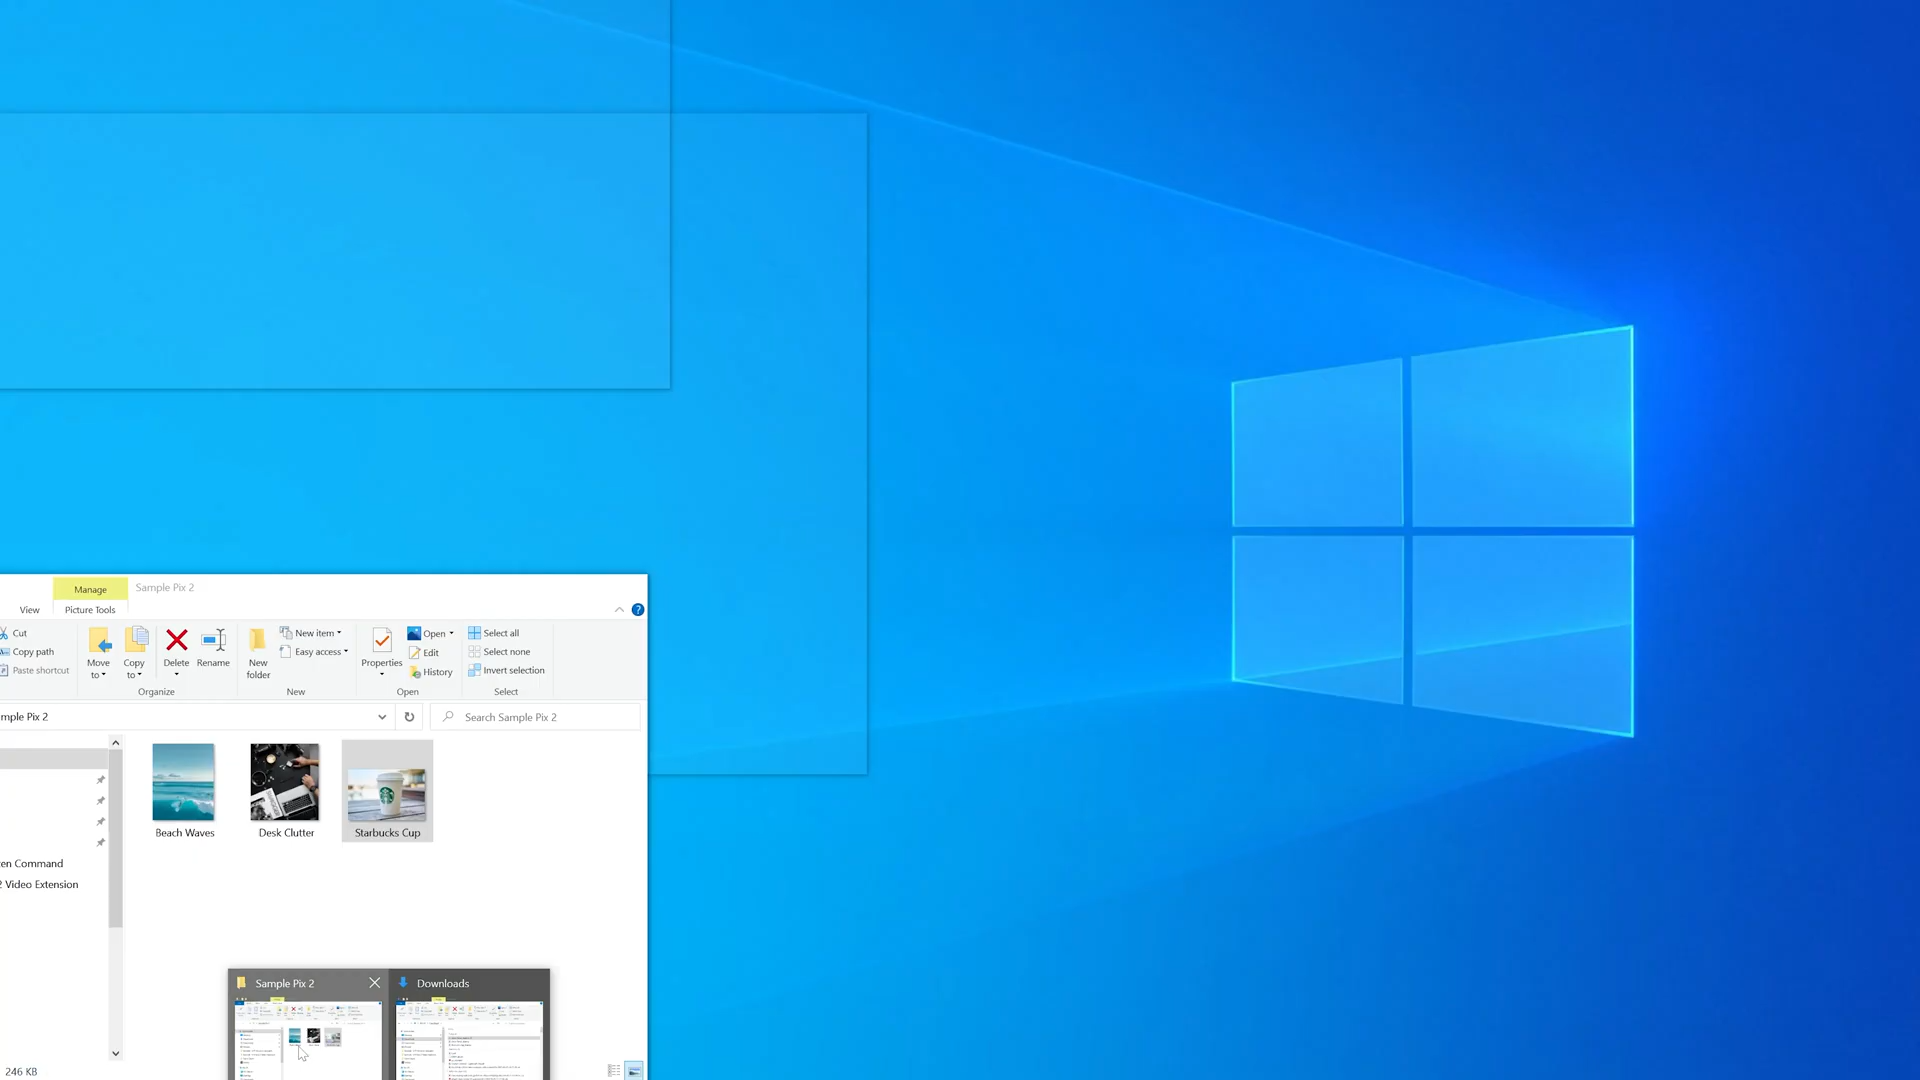 Manage
Sample Pix 2
View
Picture Tools
Cut
Copy path
Paste shortcut
Move to
Copy to
Delete
Rename
New folder
New item
Easy access
Properties
Open
Edit
History
Select all
Select none
Invert selection
Organize
New
Open
Select
mple Pix 2
Search Sample Pix 2
Beach Waves
Desk Clutter
Starbucks Cup
en Command
2 Video Extension
Sample Pix 2
Downloads
246 KB